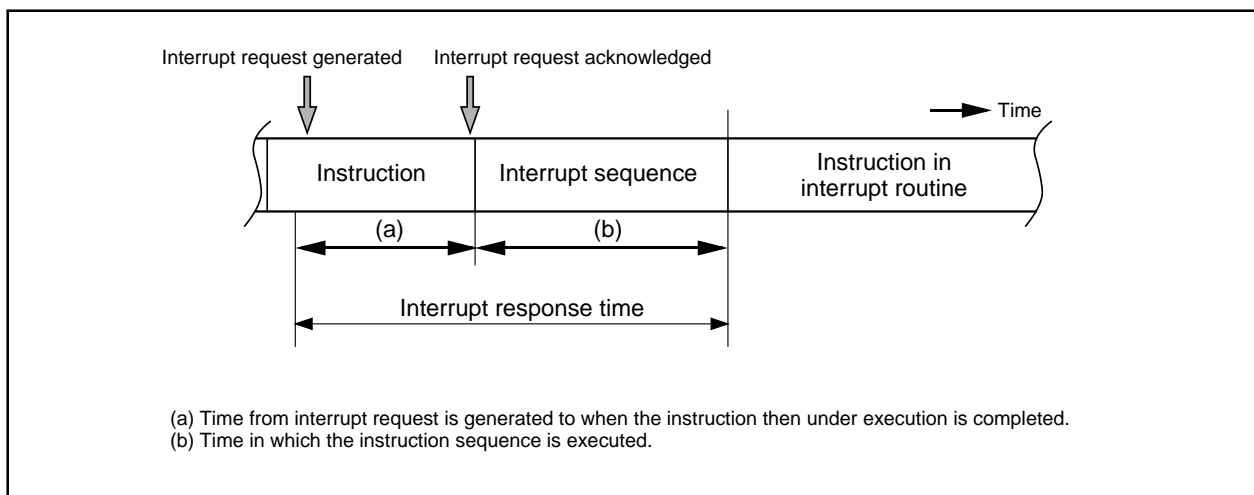 Interrupt request generated
Interrupt request acknowledged
Time
Instruction
Interrupt sequence
Instruction in
interrupt routine
(a)
(b)
Interrupt response time
(a) Time from interrupt request is generated to when the instruction then under execution is completed.
(b) Time in which the instruction sequence is executed.